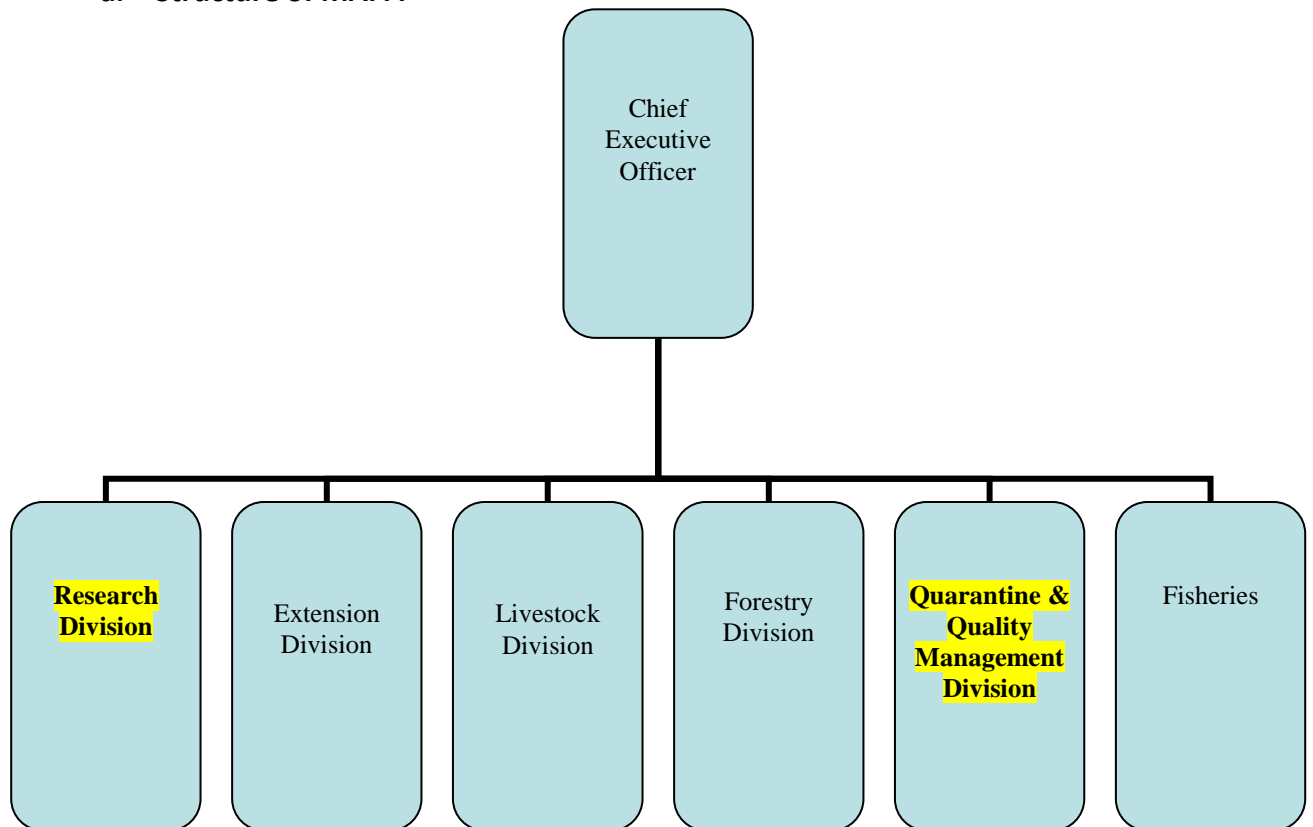 Chief
Executive
Officer
Research
Division
Extension
Division
Livestock
Division
Forestry
Division
Quarantine &
Quality
Management
Division
Fisheries